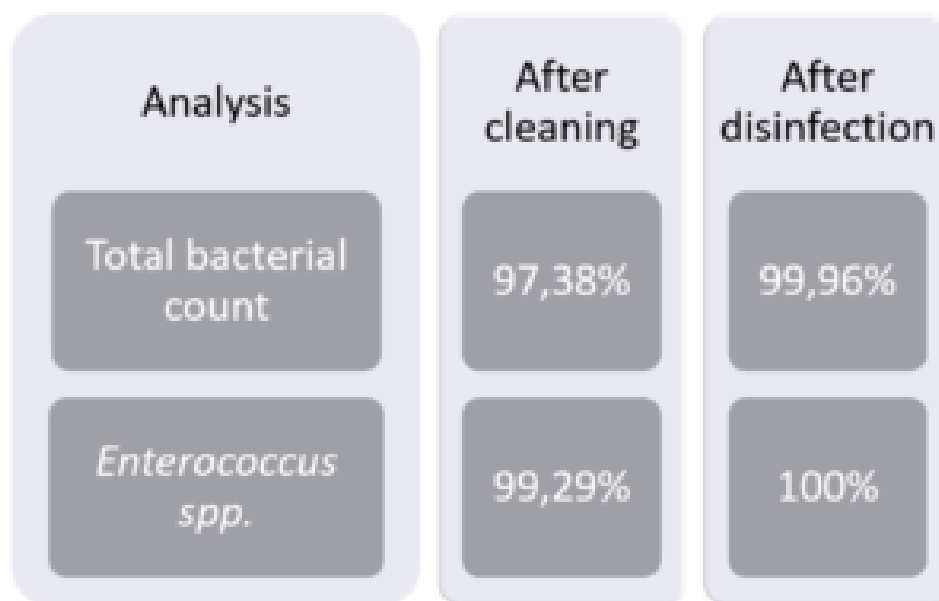 Analysis
After
cleaning
After
disinfection
Total bacterial
count
97,38%
99,96%
Enterococcus
spp.
99,29%
100%